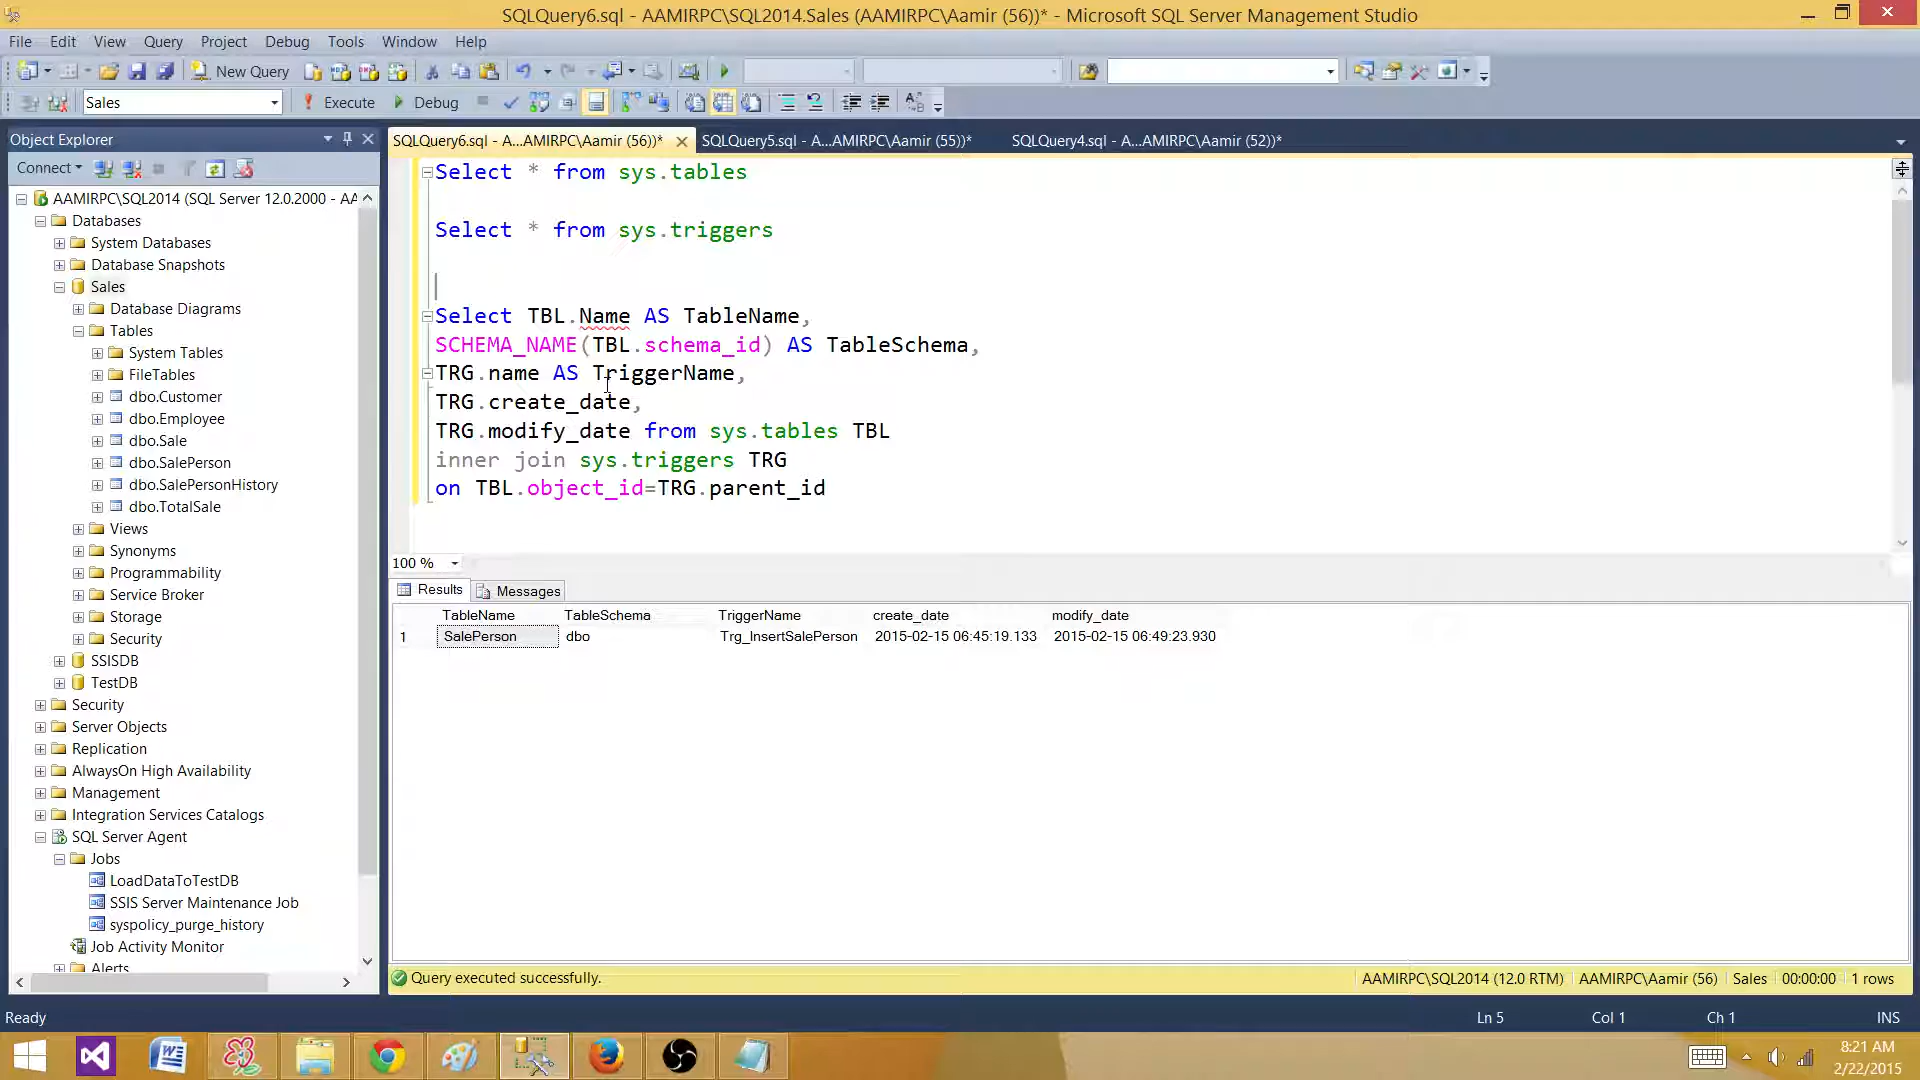 SQLQuery6.sql - AAMIRPC\SQL2014.Sales (AAMIRPC\Aamir (56))* - Microsoft SQL Server Management Studio
File Edit View Query Project Debug Tools Window Help
New Query
Sales Execute Debug
Object Explorer
SQLQuery6.sql - A...AMIRPC\Aamir (56))* SQLQuery5.sql - A...AMIRPC\Aamir (55))* SQLQuery4.sql - A...AMIRPC\Aamir (52))*
Connect
AAMIRPC\SQL2014 (SQL Server 12.0.2000 - AA
Databases
System Databases
Database Snapshots
Sales
Database Diagrams
Tables
System Tables
FileTables
dbo.Customer
dbo.Employee
dbo.Sale
dbo.SalePerson
dbo.SalePersonHistory
dbo.TotalSale
Views
Synonyms
Programmability
Service Broker
Storage
Security
SSISDB
TestDB
Security
Server Objects
Replication
AlwaysOn High Availability
Management
Integration Services Catalogs
SQL Server Agent
Jobs
LoadDataToTestDB
SSIS Server Maintenance Job
syspolicy_purge_history
Job Activity Monitor
Alerts
Select * from sys.tables
Select * from sys.triggers
Select TBL.Name AS TableName,
SCHEMA_NAME(TBL.schema_id) AS TableSchema,
TRG.name AS TriggerName,
TRG.create_date,
TRG.modify_date from sys.tables TBL
inner join sys.triggers TRG
on TBL.object_id=TRG.parent_id
100 %
Results Messages
TableName TableSchema TriggerName create_date modify_date
1 SalePerson dbo Trg_InsertSalePerson 2015-02-15 06:45:19.133 2015-02-15 06:49:23.930
Query executed successfully. AAMIRPC\SQL2014 (12.0 RTM) AAMIRPC\Aamir (56) Sales 00:00:00 1 rows
Ready Ln 5 Col 1 Ch 1 INS
8:21 AM
2/22/2015